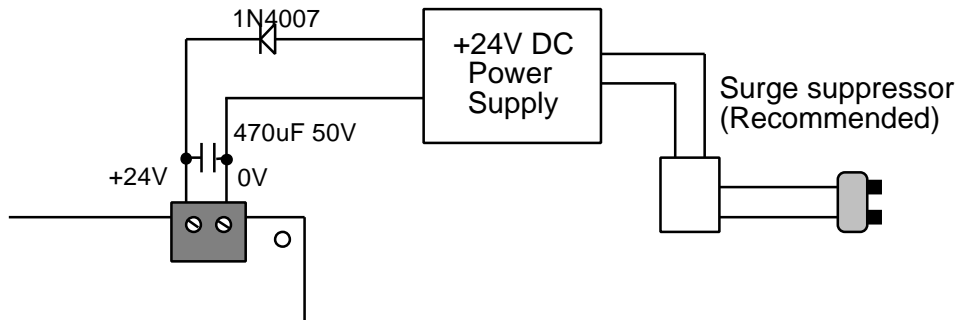 1N4007
+24V DC
Power
Supply
Surge suppressor
(Recommended)
470uF 50V
+24V
0V